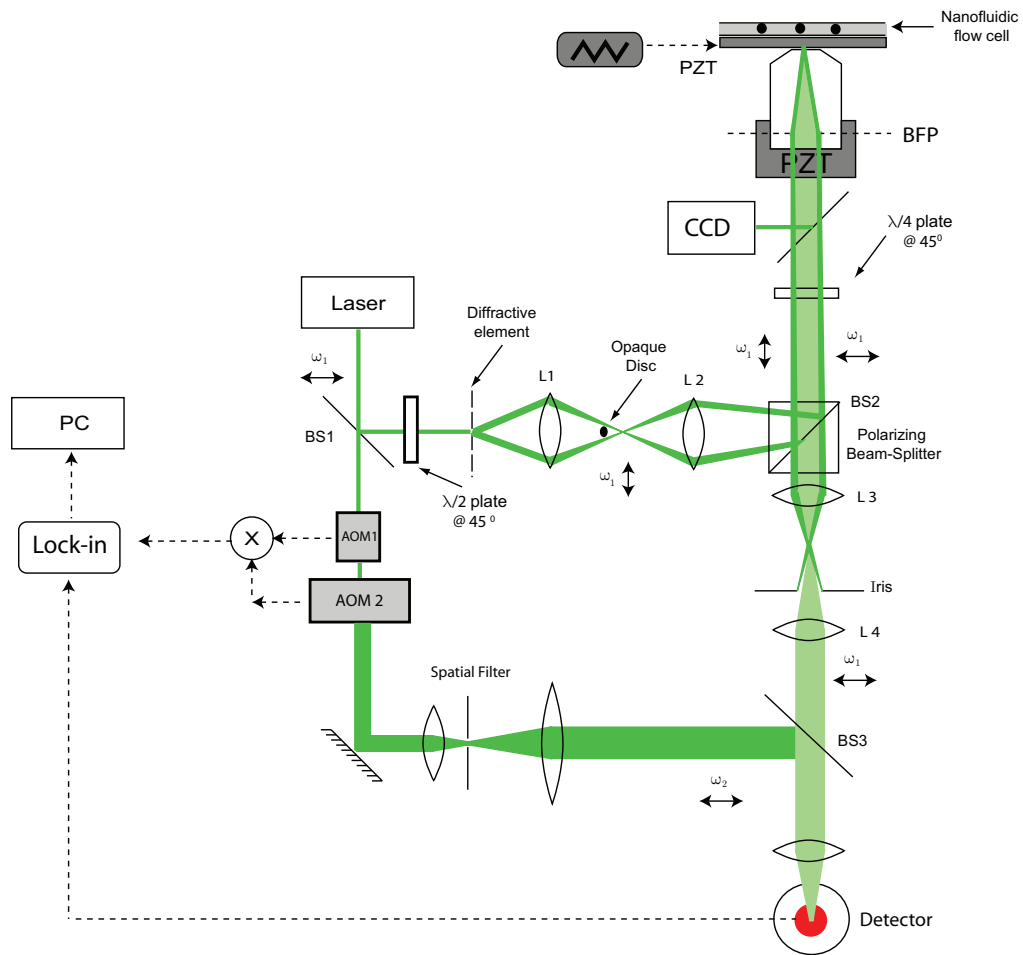 Nanofluidic
flow cell
PZT
BFP
PZT
CCD
λ/4 plate
@ 45⁰
Laser
Diffractive
element
Opaque
Disc
ω₁
ω₁
ω₁
L1
L 2
BS2
PC
BS1
Polarizing
Beam-Splitter
ω₁
λ/2 plate
@ 45 ⁰
L 3
Lock-in
X
AOM1
AOM 2
Iris
L 4
ω₁
Spatial Filter
BS3
ω₂
Detector